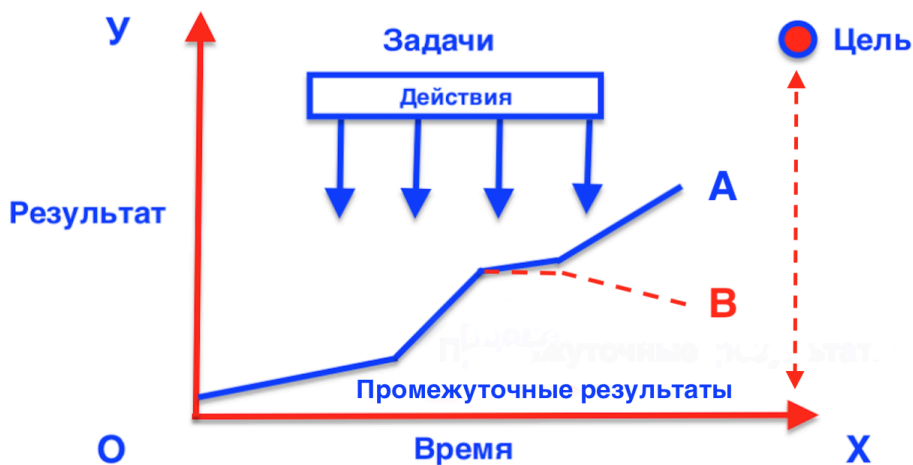 У
Задачи
Цель
Действия
Результат
А
В
Промежуточные результаты
О
Время
Х